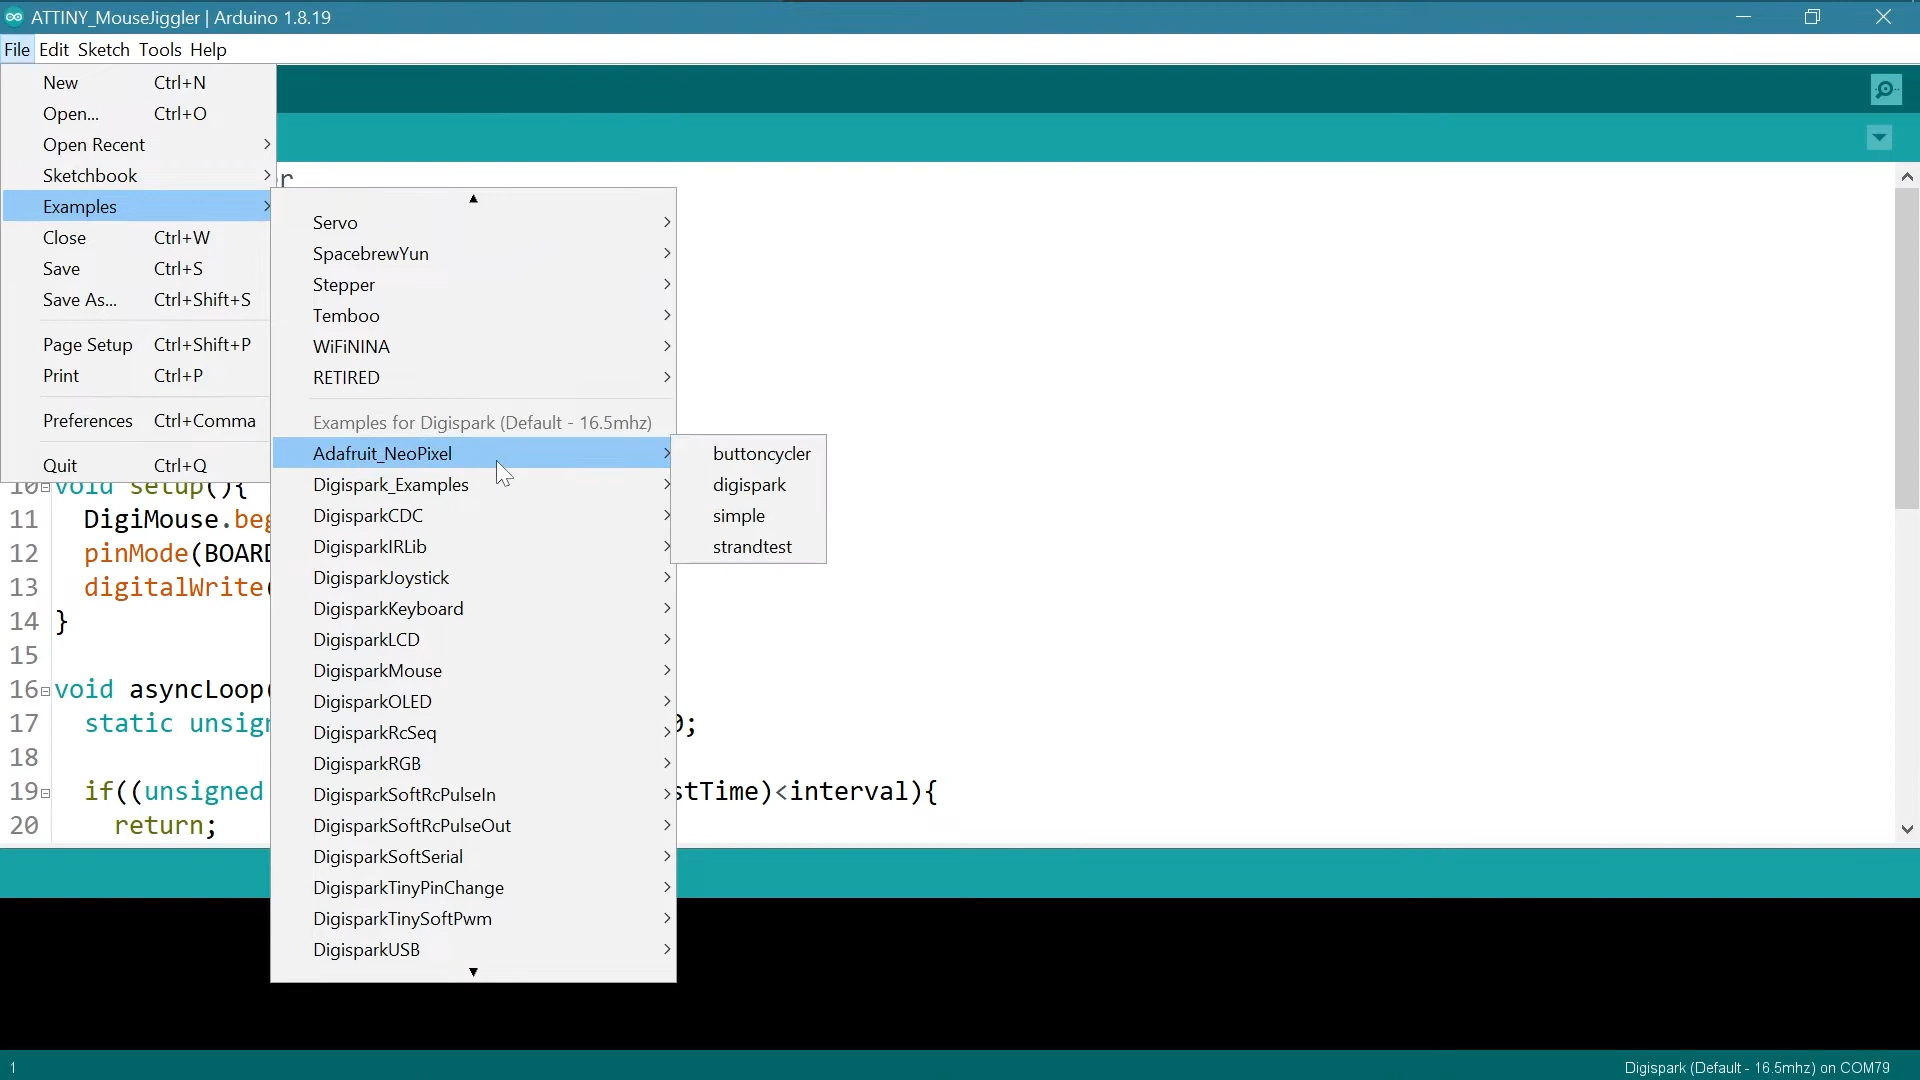 ATTINY_MouseJiggler | Arduino 1.8.19
File Edit Sketch Tools Help
New Ctrl+N
Open... Ctrl+O
Open Recent
Sketchbook
Examples
Close Ctrl+W
Save Ctrl+S
Save As... Ctrl+Shift+S
Page Setup Ctrl+Shift+P
Print Ctrl+P
Preferences Ctrl+Comma
Quit Ctrl+Q
Servo
SpacebrewYun
Stepper
Temboo
WiFiNINA
RETIRED
Examples for Digispark (Default - 16.5mhz)
Adafruit_NeoPixel
Digispark_Examples
DigisparkCDC
DigisparkIRLib
DigisparkJoystick
DigisparkKeyboard
DigisparkLCD
DigisparkMouse
DigisparkOLED
DigisparkRcSeq
DigisparkRGB
DigisparkSoftRcPulseIn
DigisparkSoftRcPulseOut
DigisparkSoftSerial
DigisparkTinyPinChange
DigisparkTinySoftPwm
DigisparkUSB
buttoncycler
digispark
simple
strandtest
10 void setup(){
11 DigiMouse.beg
12 pinMode(BOARD
13 digitalWrite(
14 }
15
16 void asyncLoop(
17 static unsign 0;
18
19 if((unsigned stTime)<interval){
20 return;
1
Digispark (Default - 16.5mhz) on COM79